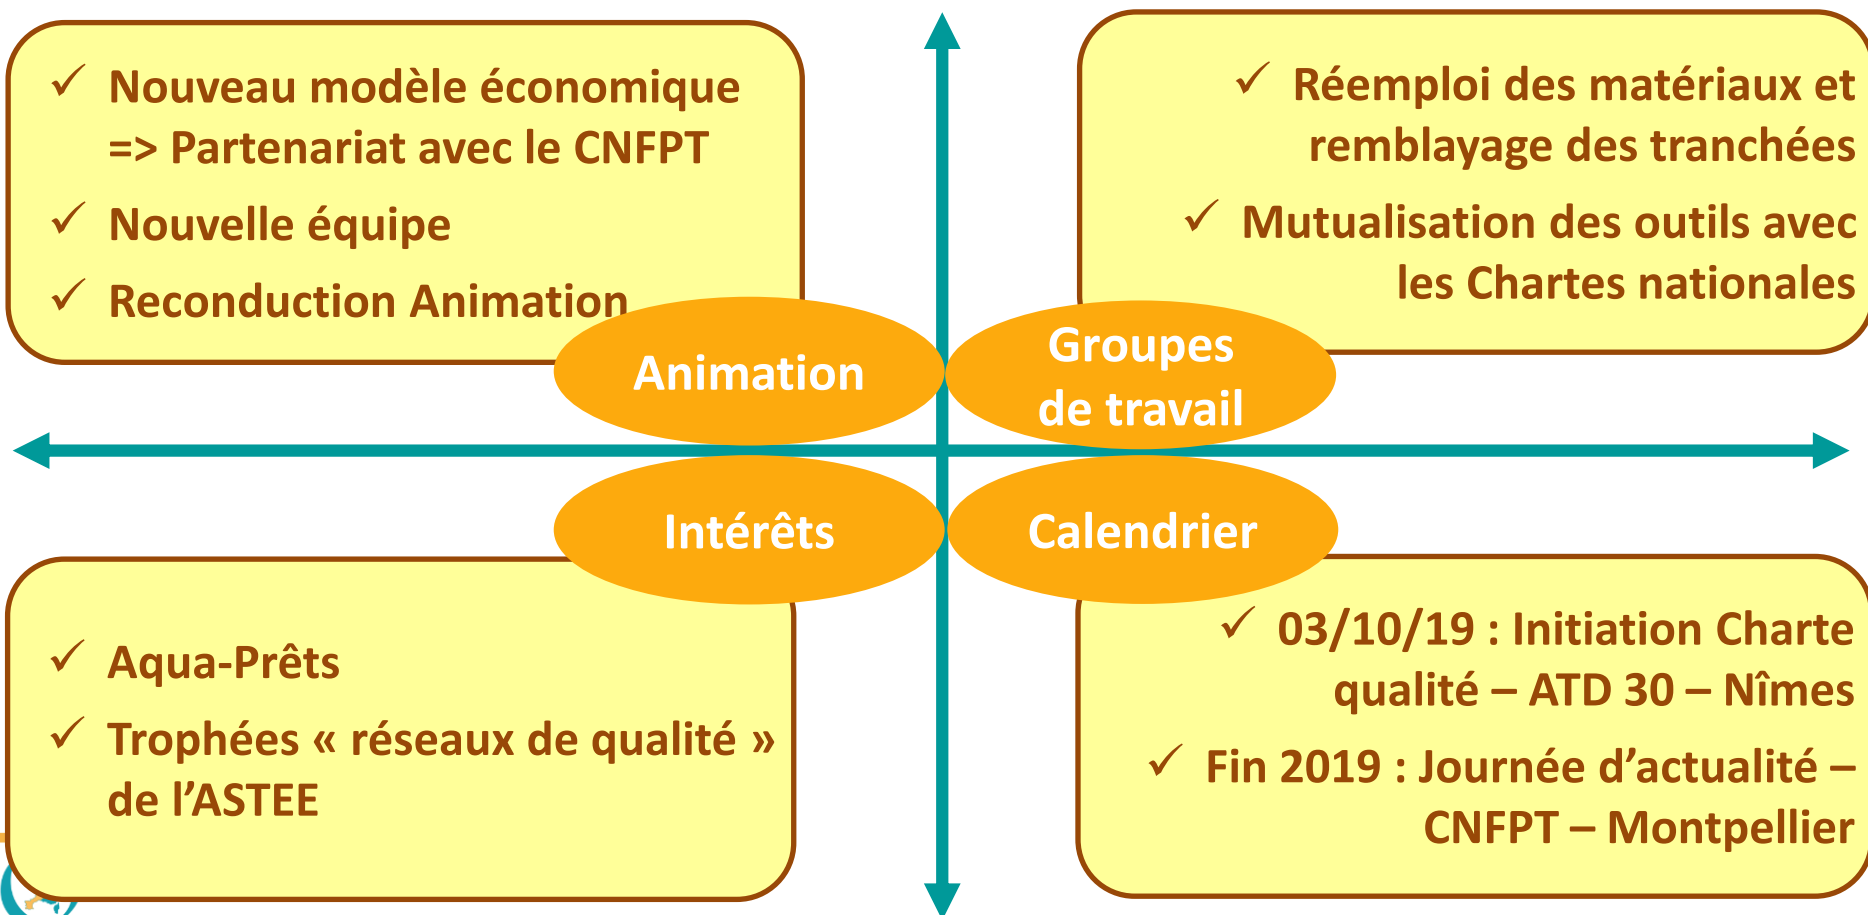 ✓ Nouveau modèle économique
=> Partenariat avec le CNFPT
✓ Nouvelle équipe
✓ Reconduction Animation
Animation
✓ Réemploi des matériaux et
remblayage des tranchées
✓ Mutualisation des outils avec
les Chartes nationales
Groupes
de travail
Intérêts
✓ Aqua-Prêts
✓ Trophées « réseaux de qualité »
de l’ASTEE
Calendrier
✓ 03/10/19 : Initiation Charte
qualité – ATD 30 – Nîmes
✓ Fin 2019 : Journée d’actualité –
CNFPT – Montpellier